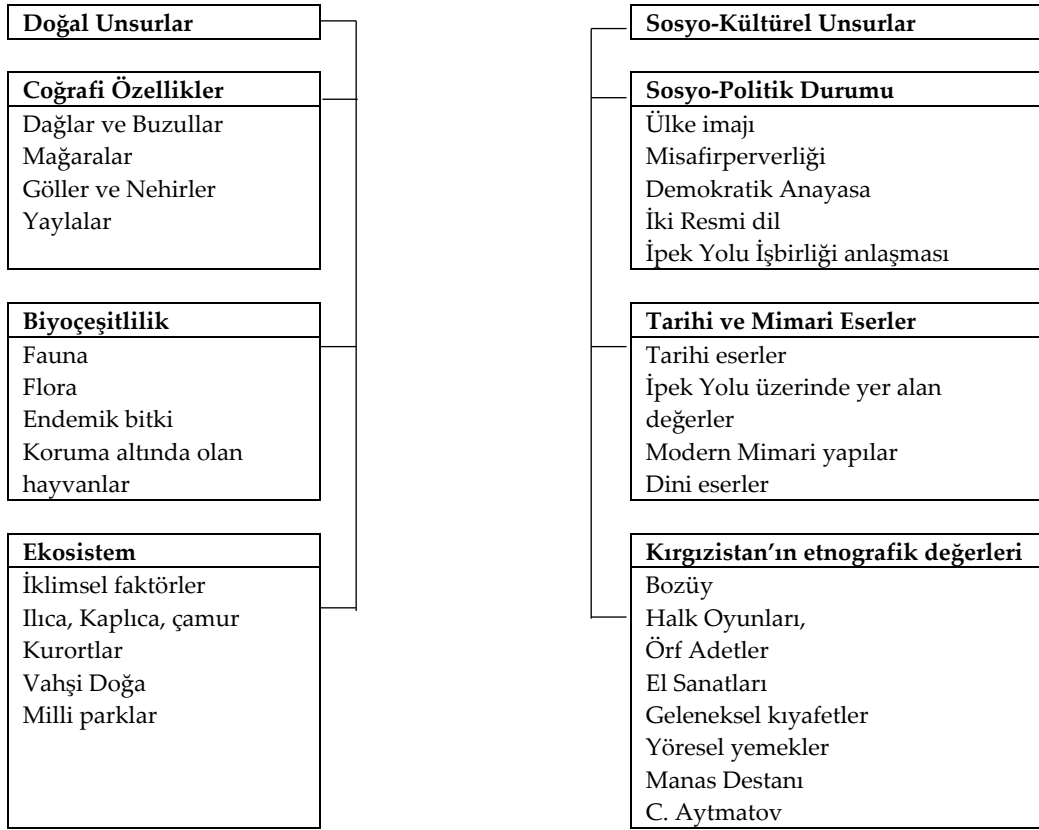 Doğal Unsurlar
Coğrafi Özellikler
Dağlar ve Buzullar
Mağaralar
Göller ve Nehirler
Yaylalar
Biyoçeşitlilik
Fauna
Flora
Endemik bitki
Koruma altında olan
hayvanlar
Ekosistem
İklimsel faktörler
Ilıca, Kaplıca, çamur
Kurortlar
Vahşi Doğa
Milli parklar
Sosyo-Kültürel Unsurlar
Sosyo-Politik Durumu
Ülke imajı
Misafirperverliği
Demokratik Anayasa
İki Resmi dil
İpek Yolu İşbirliği anlaşması
Tarihi ve Mimari Eserler
Tarihi eserler
İpek Yolu üzerinde yer alan
değerler
Modern Mimari yapılar
Dini eserler
Kırgızistan’ın etnografik değerleri
Bozüy
Halk Oyunları,
Örf Adetler
El Sanatları
Geleneksel kıyafetler
Yöresel yemekler
Manas Destanı
C. Aytmatov